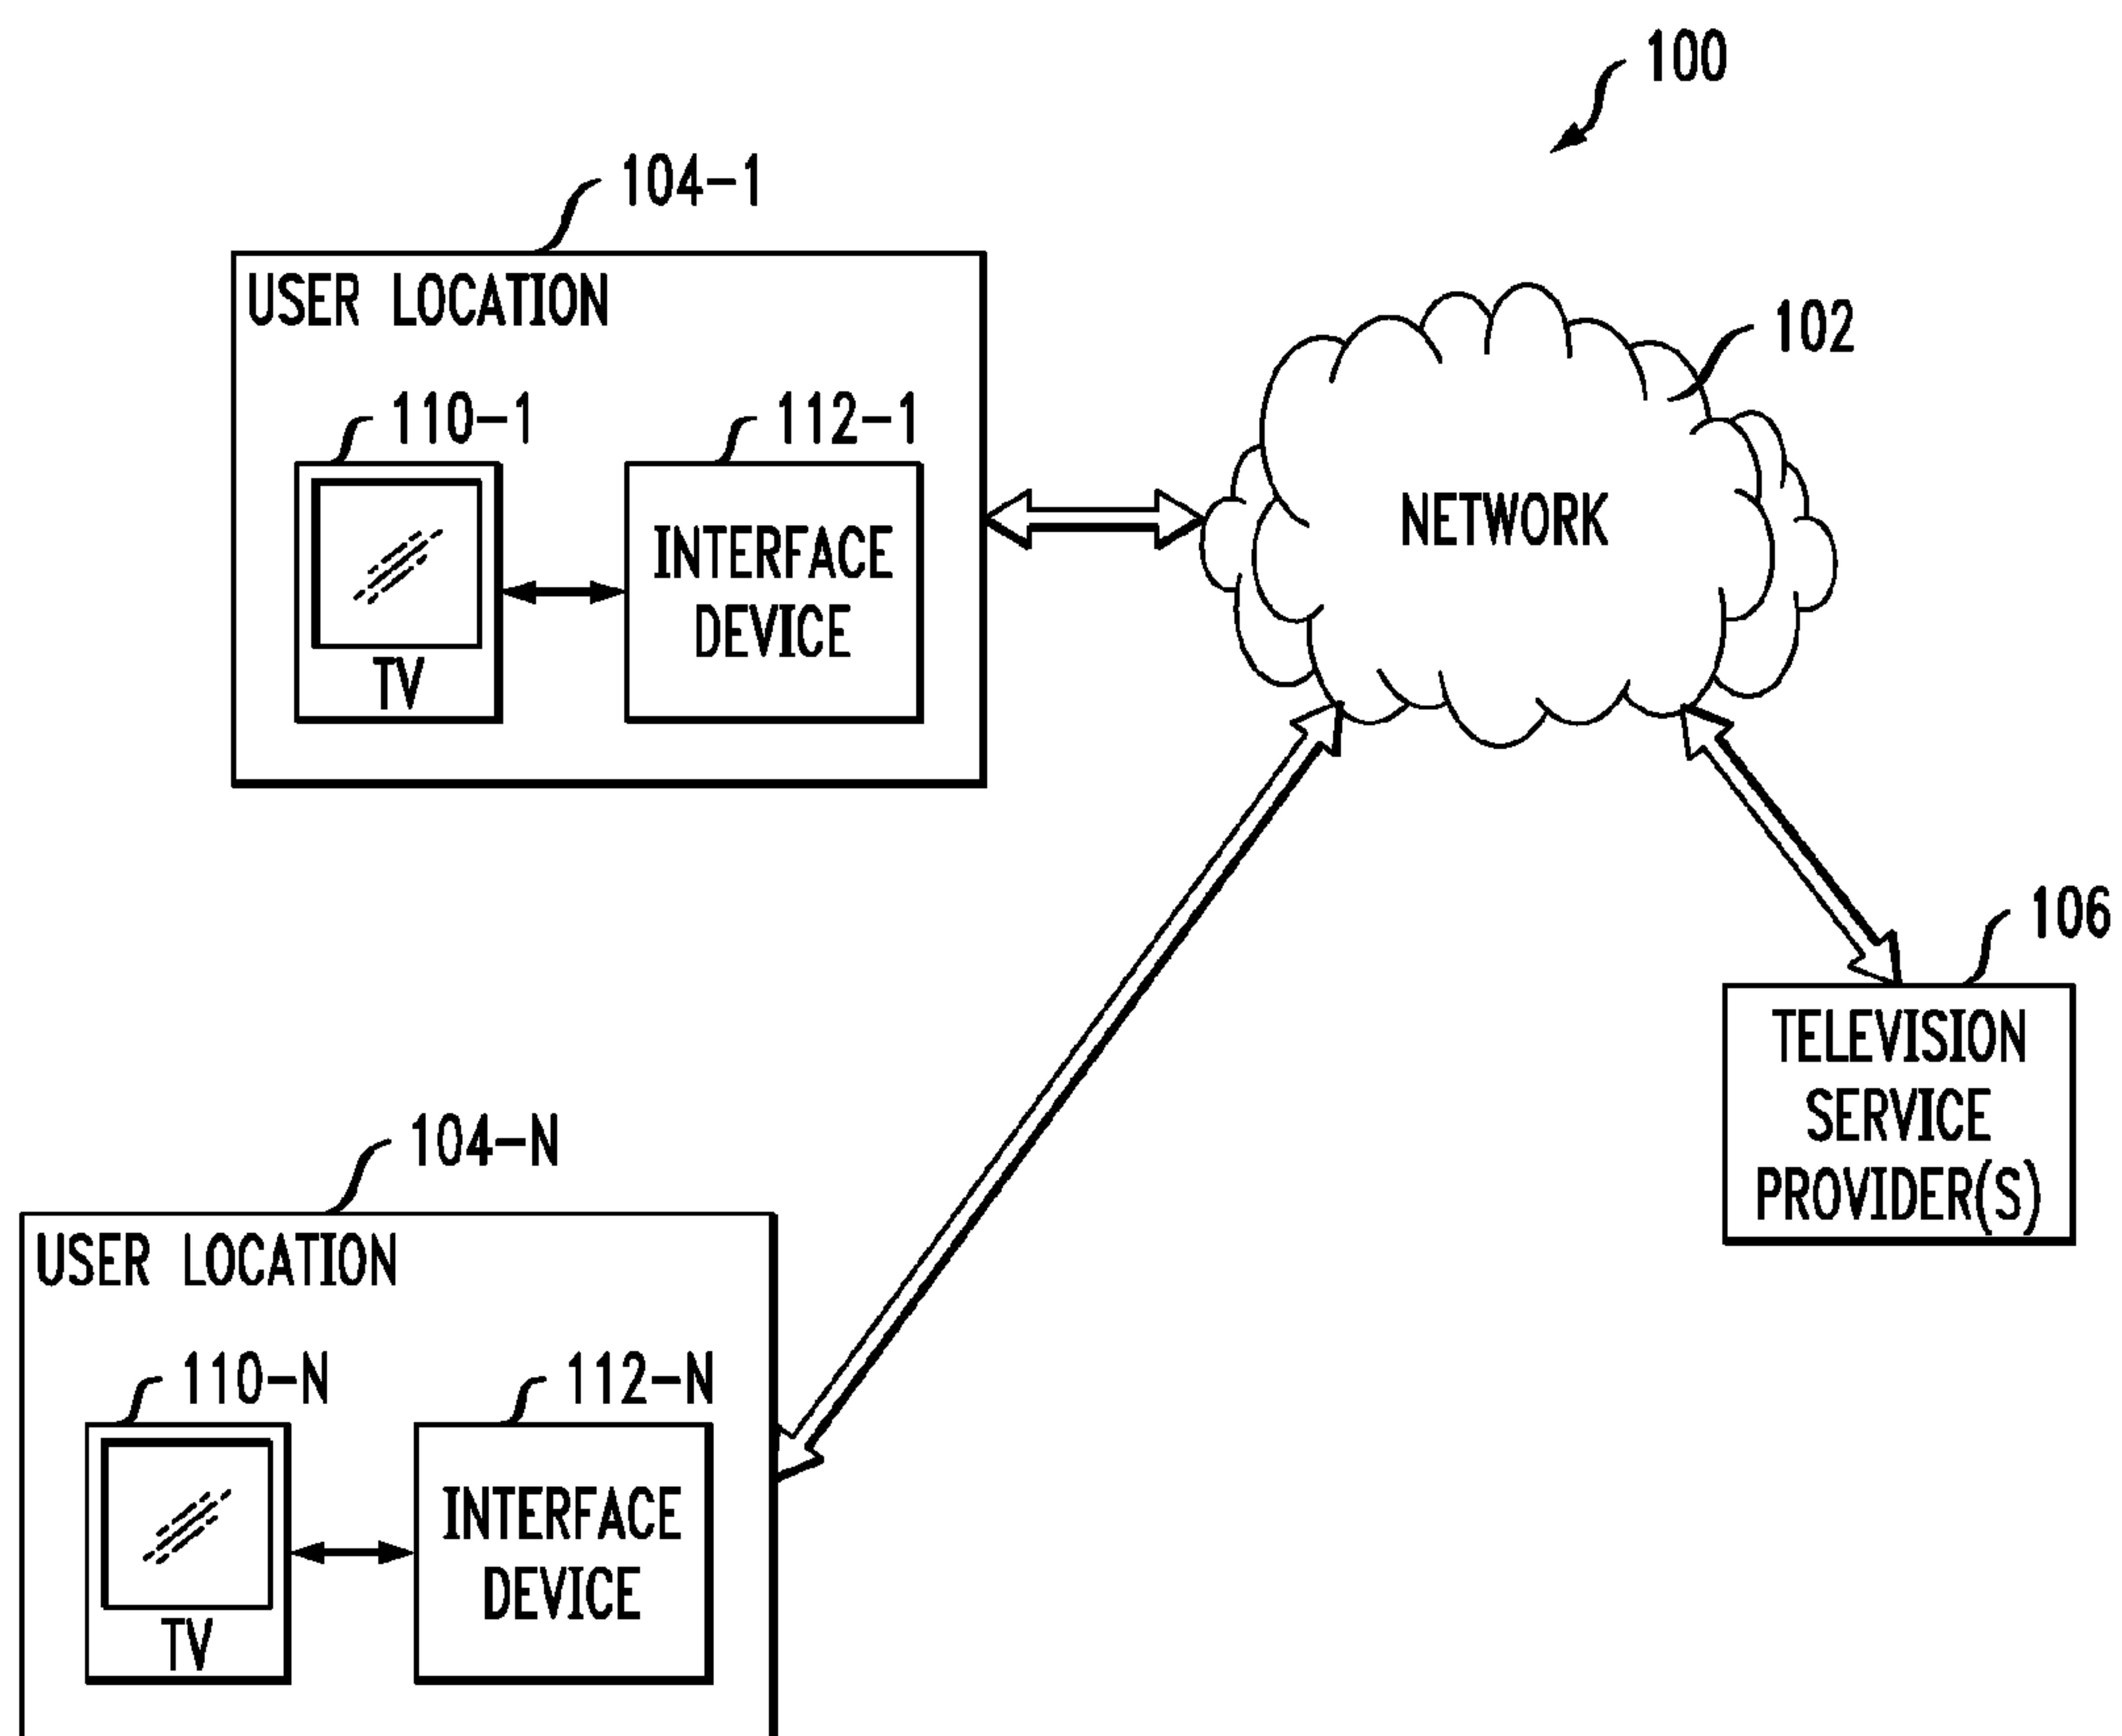 100
104-1
USER LOCATION
102
110-1
112-1
NETWORK
INTERFACE
DEVICE
TV
106
TELEVISION
SERVICE
PROVIDER(S)
104-N
USER LOCATION
110-N
112-N
INTERFACE
DEVICE
TV